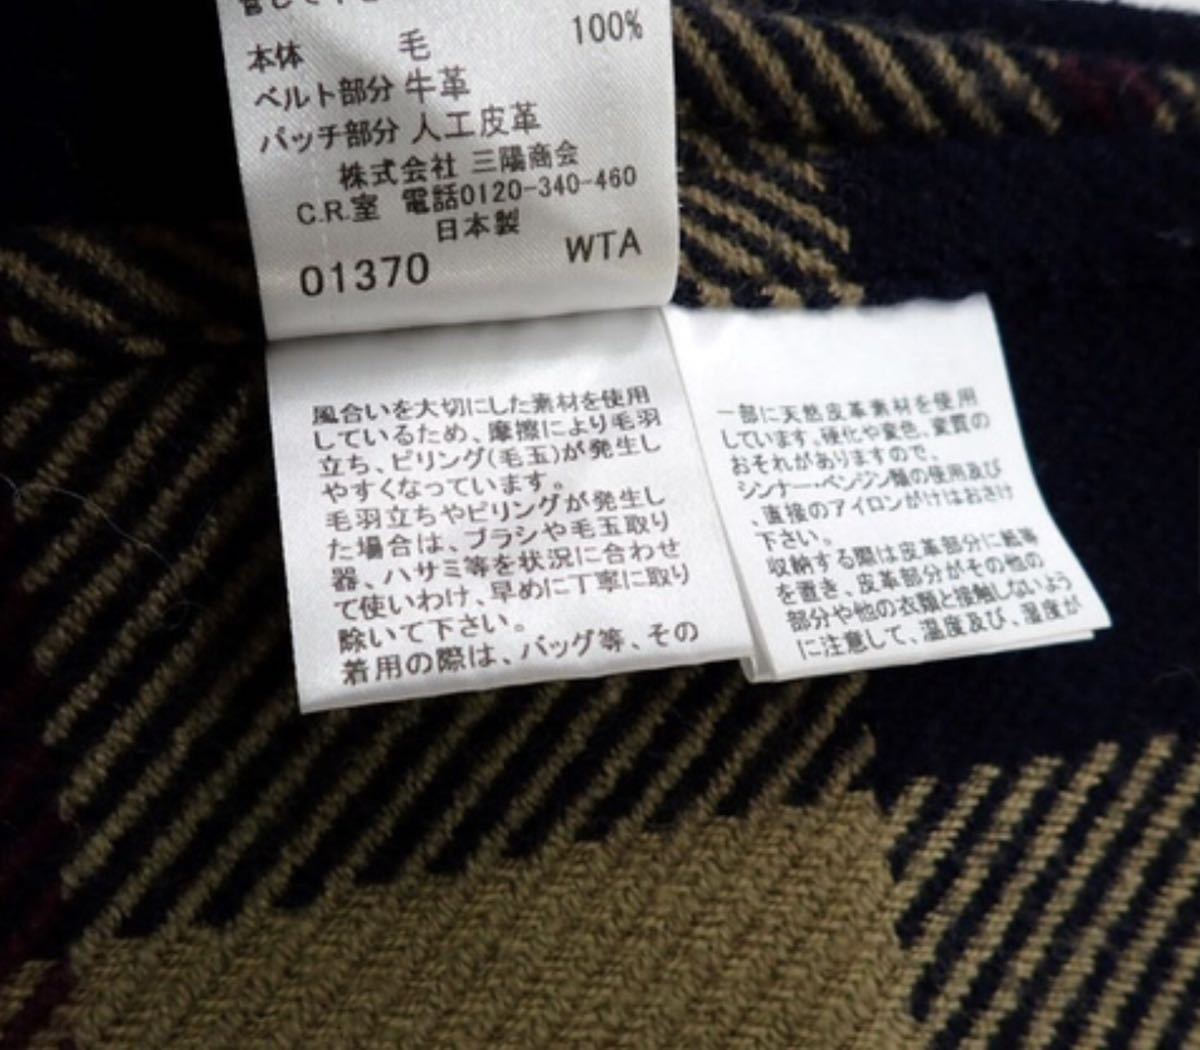 本体 毛 100%
ベルト部分 牛革
パッチ部分 人工皮革
株式会社 三陽商会
C.R.室 電話0120-340-460
日本製
01370 WTA
風合いを大切にした素材を使用
しているため、摩擦により毛羽
立ち、ピリング(毛玉)が発生し
やすくなっています。
毛羽立ちやピリングが発生し
た場合は、ブラシや毛玉取り
器、ハサミ等を状況に合わせ
て使いわけ、早めに丁寧に取り
除いて下さい。
着用の際は、バッグ等、その
一部に天然皮革素材を使用
しています。硬化や変色、変質の
おそれがありますので、
シンナー・ベンジン類の使用及び
、直接のアイロンがけはおさけ
下さい。
収納する際は皮革部分に紙等
を置き、皮革部分がその他の
部分や他の衣類と接触しないよう
に注意して、温度及び、湿度が